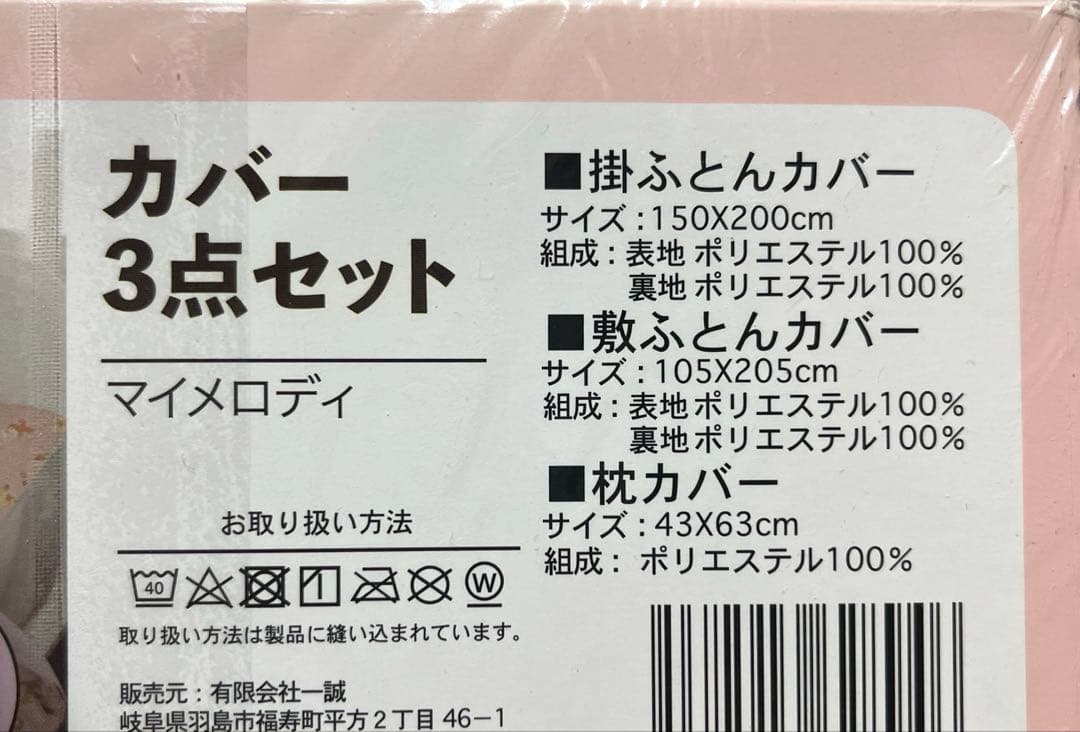 カバー
3点セット
マイメロディ
お取り扱い方法
40
W
取り扱い方法は製品に縫い込まれています。
販売元：有限会社一誠
岐阜県羽島市福寿町平方2丁目46-1
■掛ふとんカバー
サイズ：150X200cm
組成：表地 ポリエステル100%
裏地 ポリエステル100%
■敷ふとんカバー
サイズ：105X205cm
組成：表地 ポリエステル100%
裏地 ポリエステル100%
■枕カバー
サイズ：43X63cm
組成： ポリエステル100%